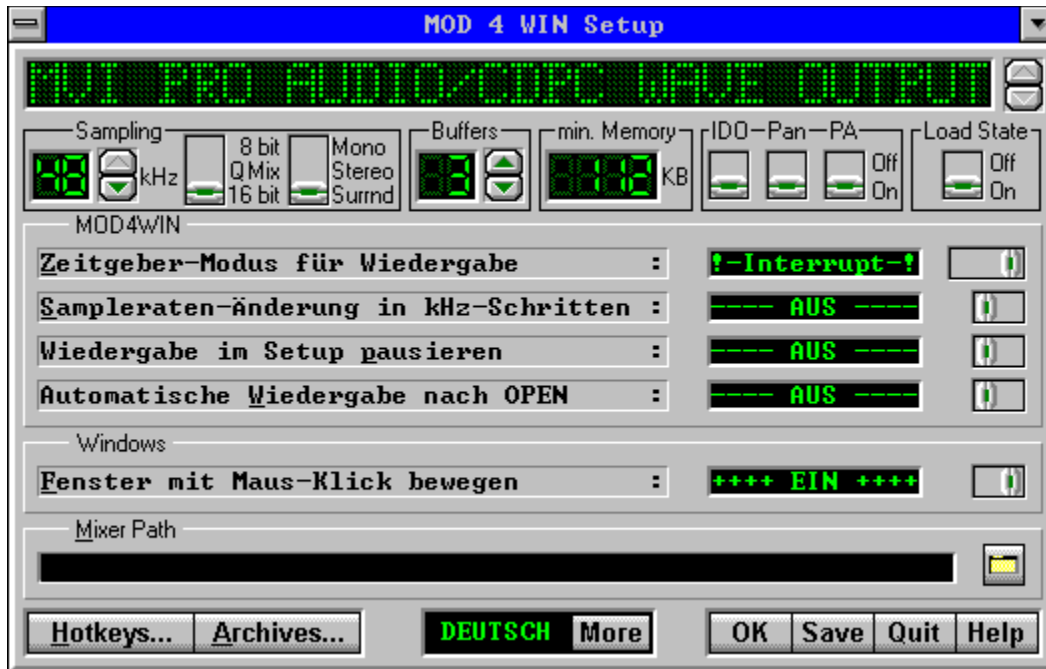 MOD 4 WIN Setup
MVI PRO AUDIO/CDPC WAVE OUTPUT
Sampling
48 kHz
8 bit
QMix
16 bit
Mono
Stereo
Surrnd
Buffers
3
min. Memory
112 KB
IDO Pan PA
Off
On
Load State
Off
On
MOD4WIN
Zeitgeber-Modus für Wiedergabe : !-Interrupt-!
Sampleraten-Änderung in kHz-Schritten : ---- AUS ----
Wiedergabe im Setup pausieren : ---- AUS ----
Automatische Wiedergabe nach OPEN : ---- AUS ----
Windows
Fenster mit Maus-Klick bewegen : ++++ EIN ++++
Mixer Path
Hotkeys... Archives... DEUTSCH More OK Save Quit Help